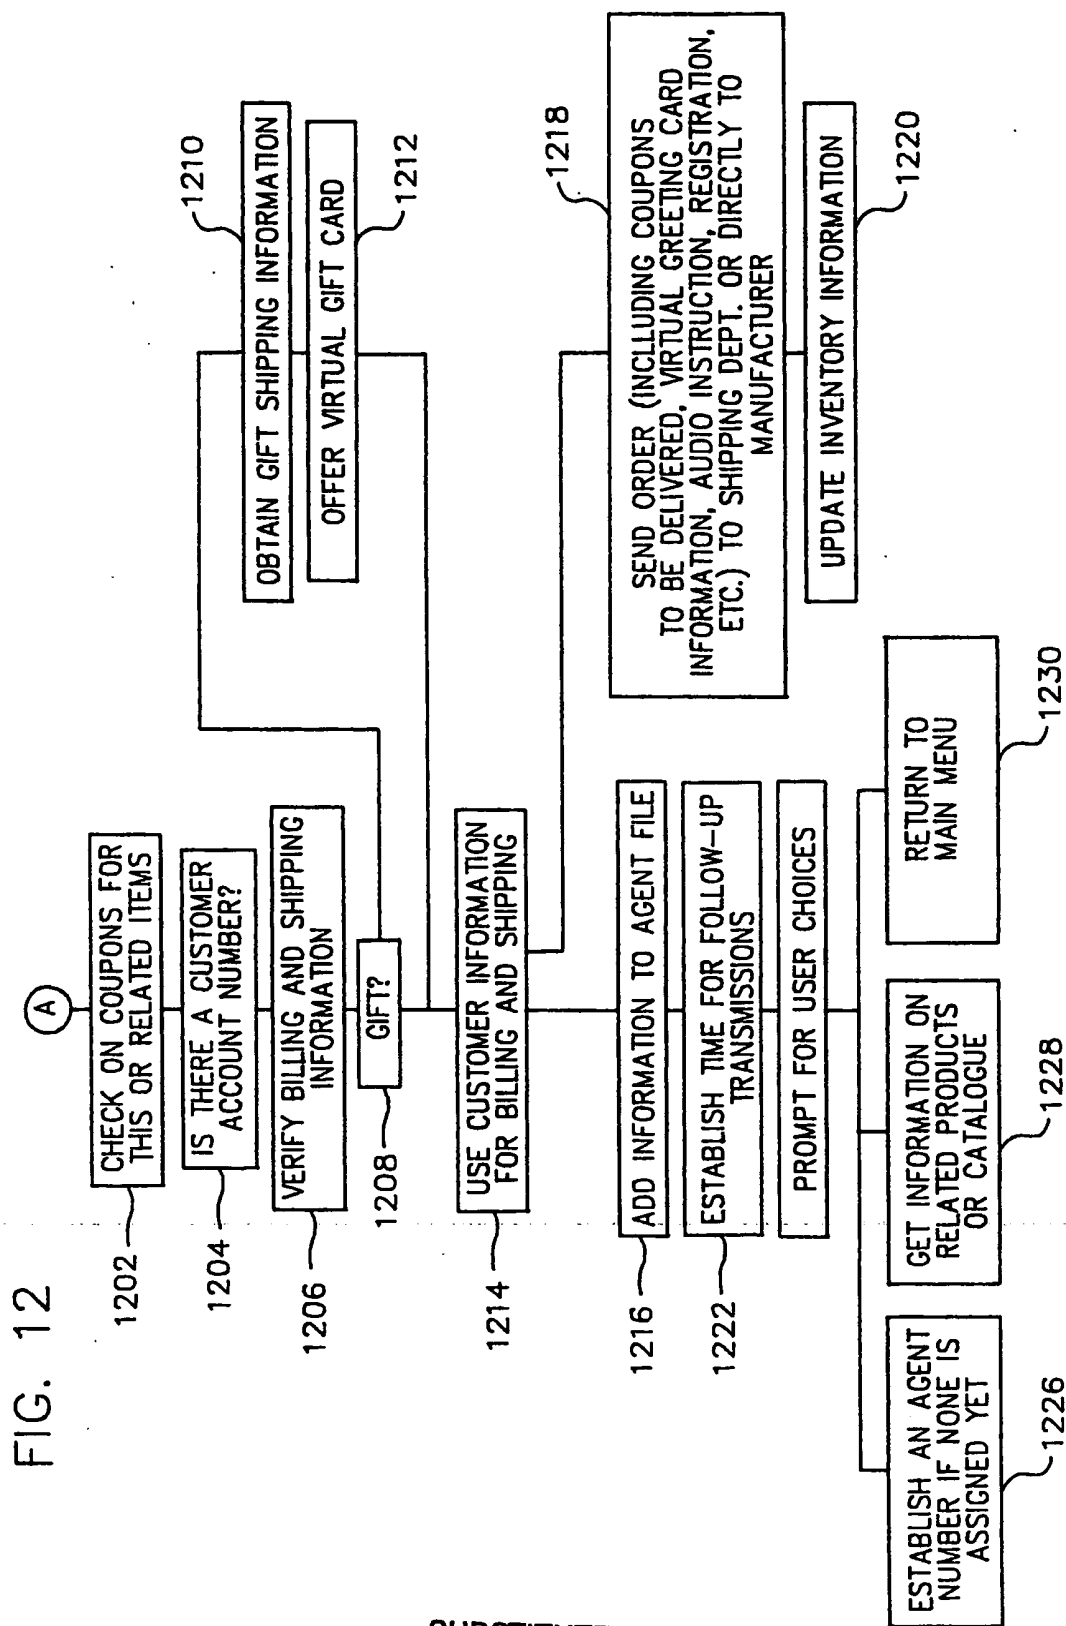 FIG. 12
A
CHECK ON COUPONS FOR
THIS OR RELATED ITEMS
1202
IS THERE A CUSTOMER
ACCOUNT NUMBER?
1204
VERIFY BILLING AND SHIPPING
INFORMATION
1206
GIFT?
1208
OBTAIN GIFT SHIPPING INFORMATION
1210
OFFER VIRTUAL GIFT CARD
1212
USE CUSTOMER INFORMATION
FOR BILLING AND SHIPPING
1214
SEND ORDER (INCLUDING COUPONS
TO BE DELIVERED, VIRTUAL GREETING CARD
INFORMATION, AUDIO INSTRUCTION, REGISTRATION,
ETC.) TO SHIPPING DEPT. OR DIRECTLY TO
MANUFACTURER
1218
UPDATE INVENTORY INFORMATION
1220
ADD INFORMATION TO AGENT FILE
1216
ESTABLISH TIME FOR FOLLOW-UP
TRANSMISSIONS
1222
PROMPT FOR USER CHOICES
ESTABLISH AN AGENT
NUMBER IF NONE IS
ASSIGNED YET
1226
GET INFORMATION ON
RELATED PRODUCTS
OR CATALOGUE
1228
RETURN TO
MAIN MENU
1230